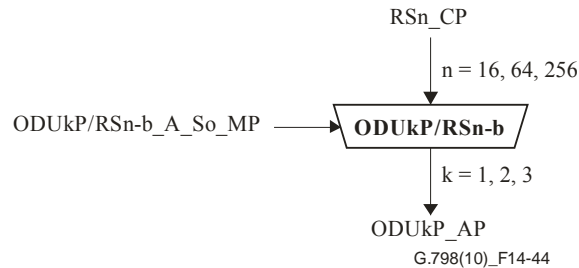 RSn_CP
n = 16, 64, 256
ODUkP/RSn-b_A_So_MP
ODUkP/RSn-b
k = 1, 2, 3
ODUkP_AP
G.798(10)_F14-44